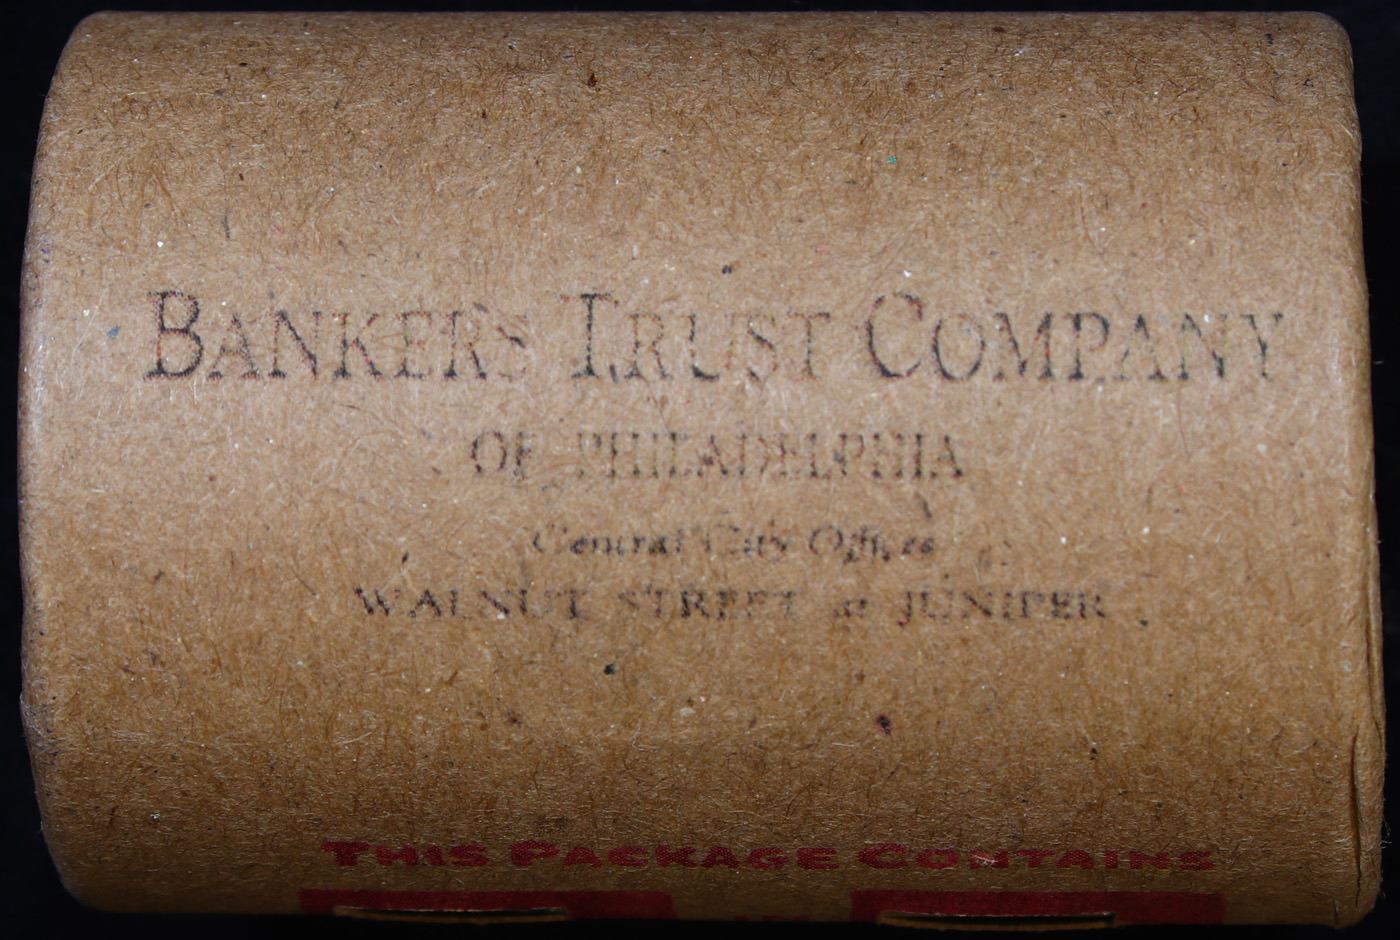 BANKERS TRUST COMPANY
OF PHILADELPHIA
Central City Offices
WALNUT STREET at JUNIPER
THIS PACKAGE CONTAINS